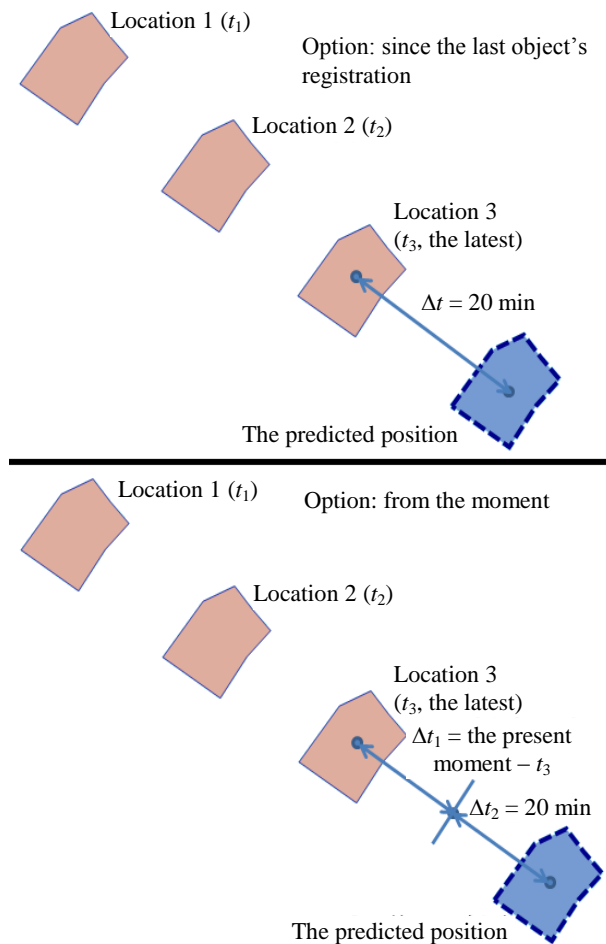 Location 1 (t1)
Option: since the last object's
registration
Location 2 (t2)
Location 3
(t3, the latest)
Δt = 20 min
The predicted position
Location 1 (t1)
Option: from the moment
Location 2 (t2)
Location 3
(t3, the latest)
Δt1 = the present
moment – t3
Δt2 = 20 min
The predicted position